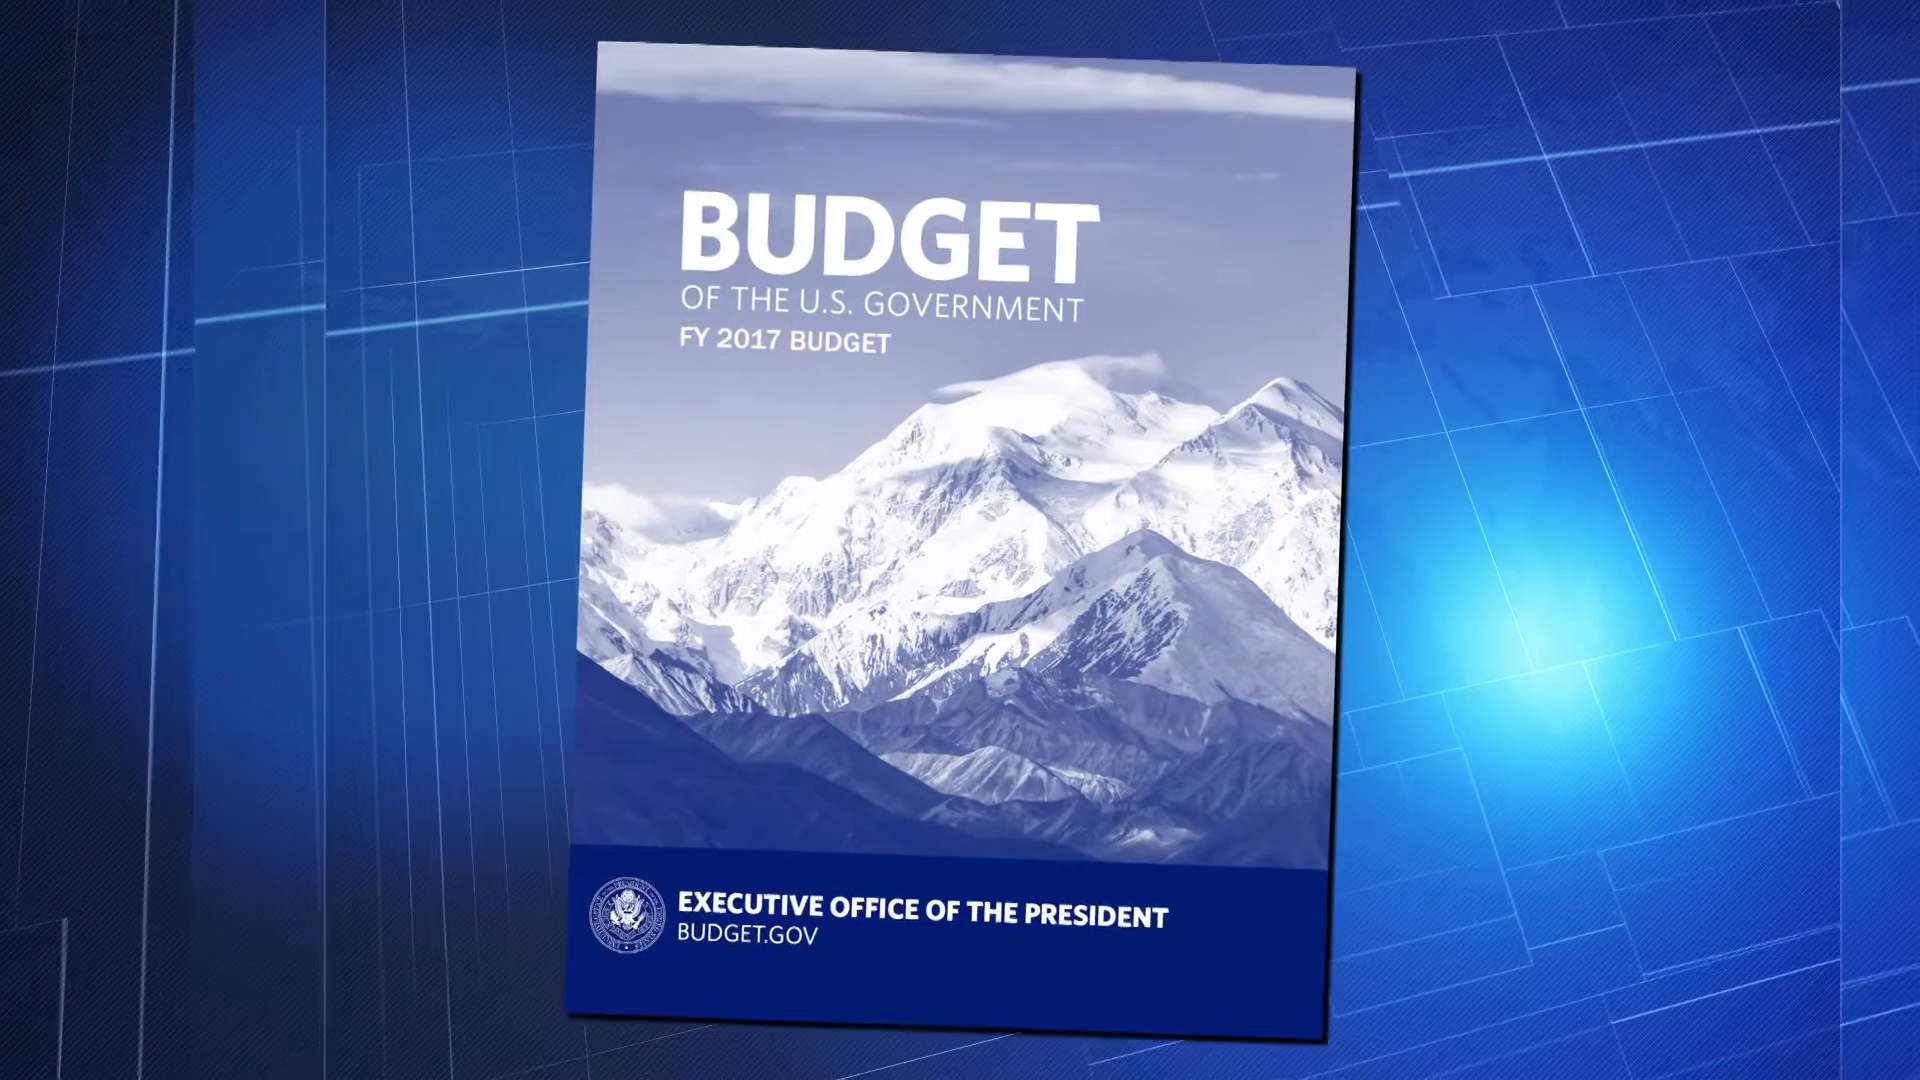 BUDGET
OF THE U.S. GOVERNMENT
FY 2017 BUDGET
EXECUTIVE OFFICE OF THE PRESIDENT
BUDGET.GOV